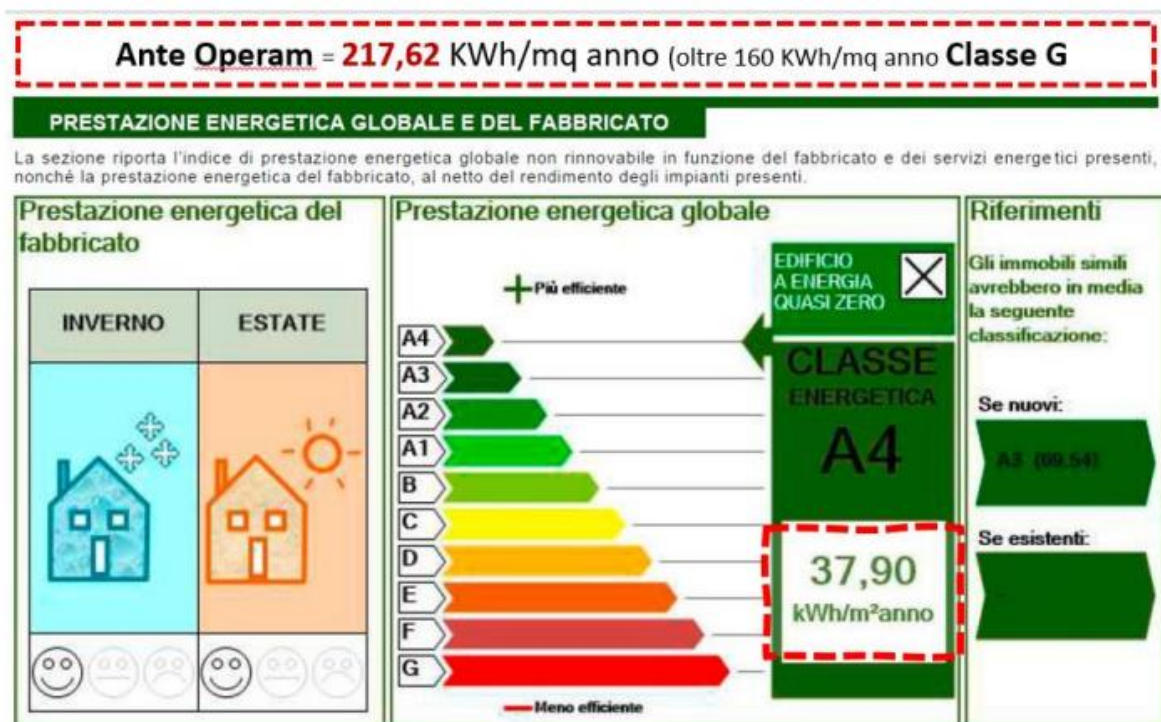 Ante Operam = 217,62 KWh/mq anno (oltre 160 KWh/mq anno Classe G
PRESTAZIONE ENERGETICA GLOBALE E DEL FABBRICATO
La sezione riporta l'indice di prestazione energetica globale non rinnovabile in funzione del fabbricato e dei servizi energetici presenti,
nonché la prestazione energetica del fabbricato, al netto del rendimento degli impianti presenti.
Prestazione energetica del
fabbricato
INVERNO
ESTATE
Prestazione energetica globale
+ Più efficiente
A4
A3
A2
A1
B
C
D
E
F
G
— Meno efficiente
EDIFICIO
A ENERGIA
QUASI ZERO
CLASSE
ENERGETICA
A4
37,90
kWh/m²anno
Riferimenti
Gli immobili simili
avrebbero in media
la seguente
classificazione:
Se nuovi:
A3 (69.54)
Se esistenti: